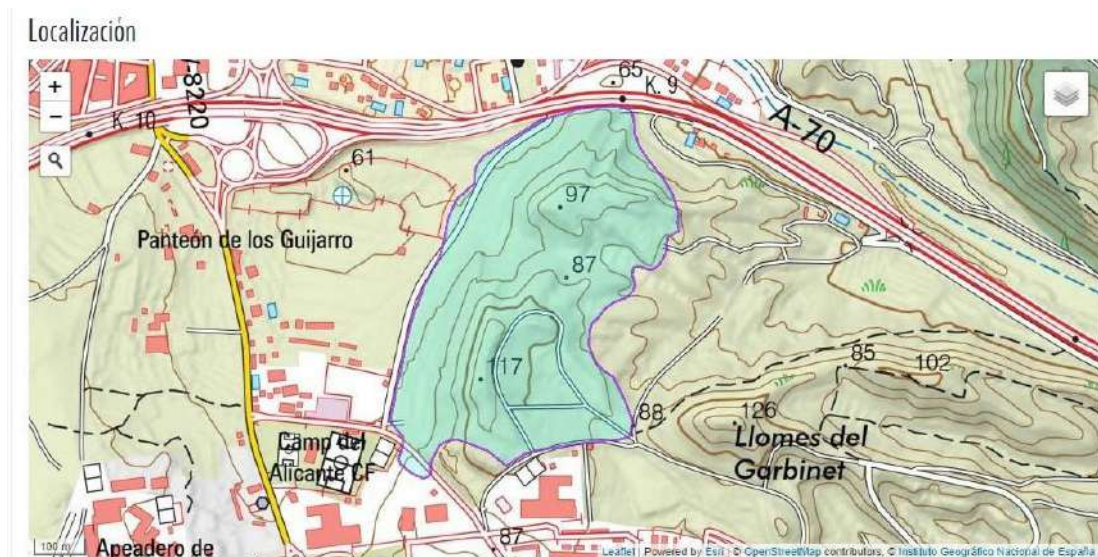 Localización
+
−
K. 10
V-8220
65
K. 9
A-70
61
97
Panteón de los Guijarro
87
117
85
102
88
126
Llomes del
Garbinet
Camp del
Alicante CF
87
100 m
Apeadero de
Leaflet | Powered by Esri | © OpenStreetMap contributors, © Instituto Geográfico Nacional de España